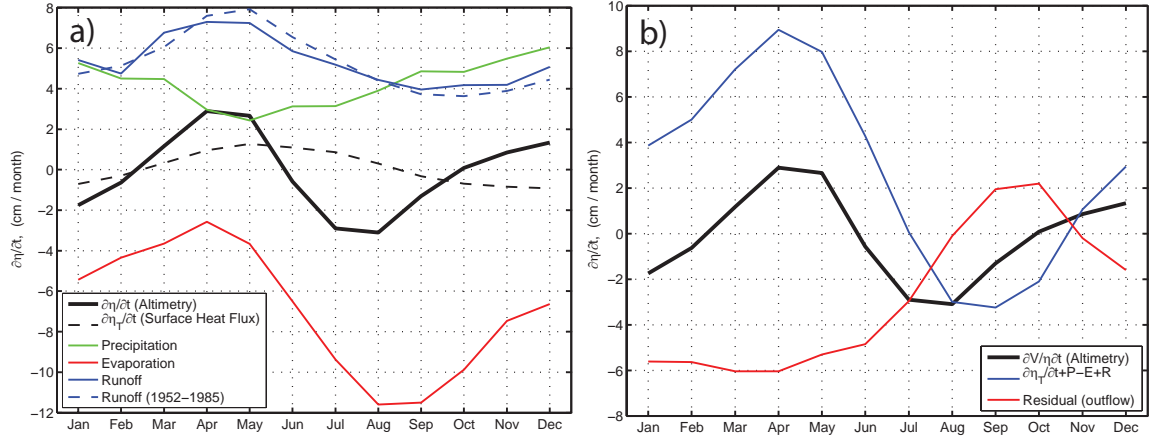 a)
∂η/∂t, (cm / month)
8
6
4
2
0
−2
−4
−6
−8
−10
−12
Jan Feb Mar Apr May Jun Jul Aug Sep Oct Nov Dec
∂η/∂t (Altimetry)
∂η_T/∂t (Surface Heat Flux)
Precipitation
Evaporation
Runoff
Runoff (1952−1985)
b)
∂η/∂t, (cm / month)
10
8
6
4
2
0
−2
−4
−6
−8
Jan Feb Mar Apr May Jun Jul Aug Sep Oct Nov Dec
∂V/η∂t (Altimetry)
∂η_T/∂t+P−E+R
Residual (outflow)